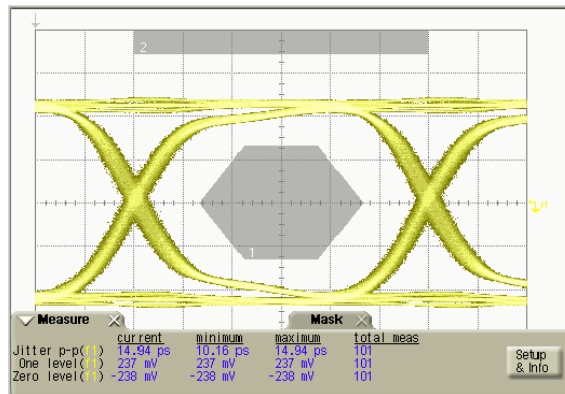 2
1
Measure Mask
current minimum maximum total meas
Jitter p-p(f1) 14.94 ps 10.16 ps 14.94 ps 101
One level(f1) 237 mV 237 mV 237 mV 101
Zero level(f1) -238 mV -238 mV -238 mV 101
Setup
& Info